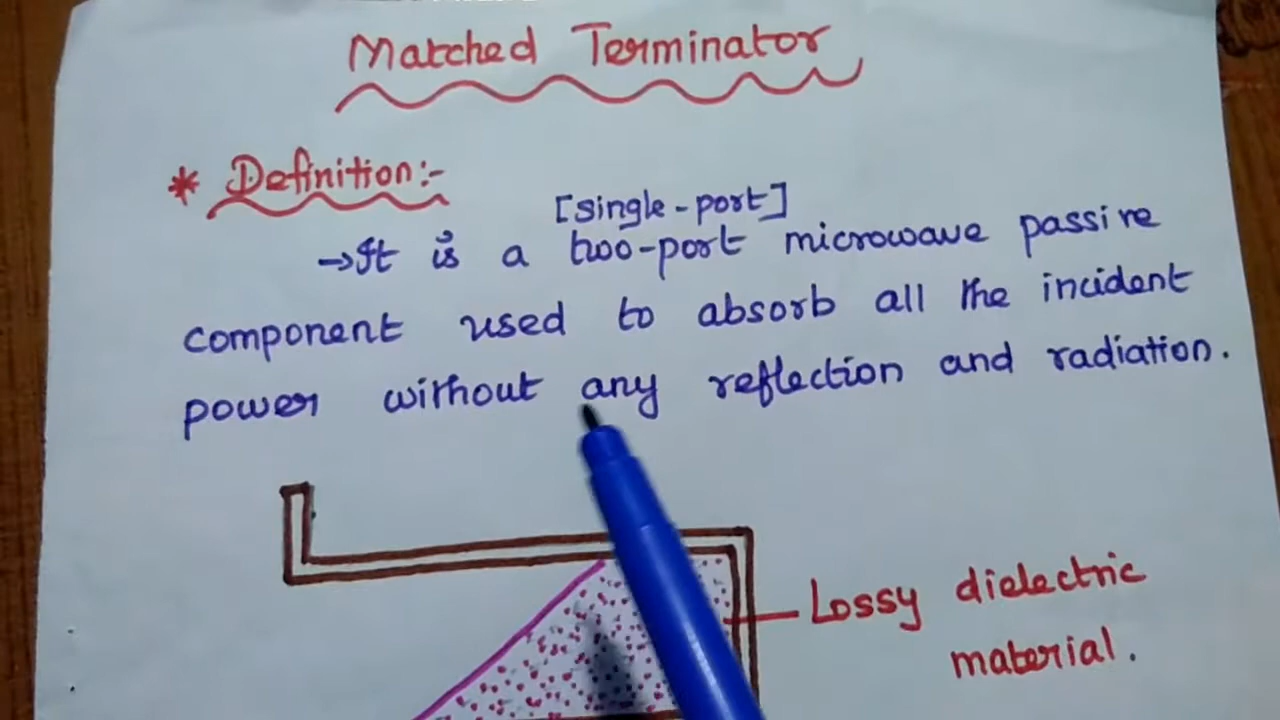 Matched Terminator
* Definition:-
[single-port]
→It is a two-port microwave passive
component used to absorb all the incident
power without any reflection and radiation.
Lossy dielectric
material.